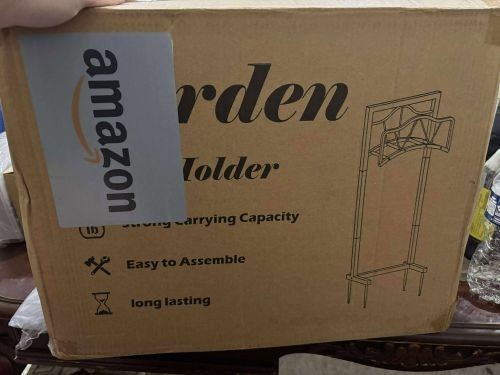 amazon
rden
Holder
Strong Carrying Capacity
Easy to Assemble
long lasting